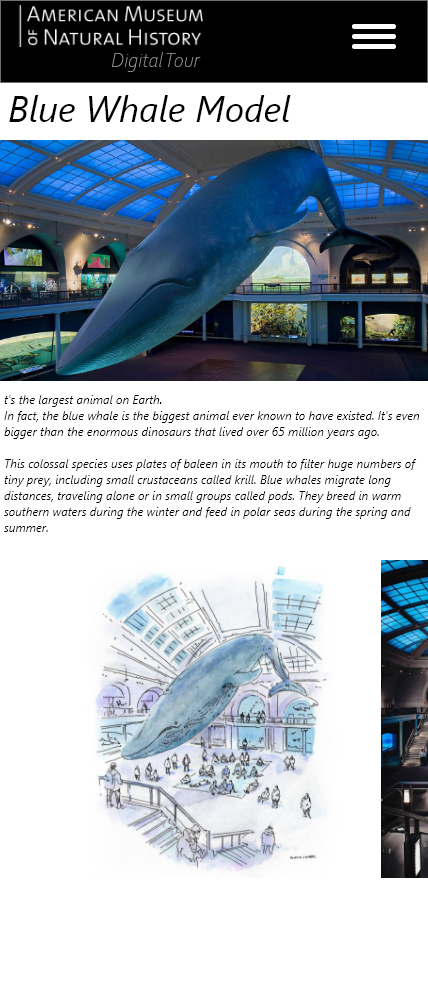 AMERICAN MUSEUM
OF NATURAL HISTORY
Digital Tour
Blue Whale Model
t's the largest animal on Earth.
In fact, the blue whale is the biggest animal ever known to have existed. It's even
bigger than the enormous dinosaurs that lived over 65 million years ago.
This colossal species uses plates of baleen in its mouth to filter huge numbers of
tiny prey, including small crustaceans called krill. Blue whales migrate long
distances, traveling alone or in small groups called pods. They breed in warm
southern waters during the winter and feed in polar seas during the spring and
summer.